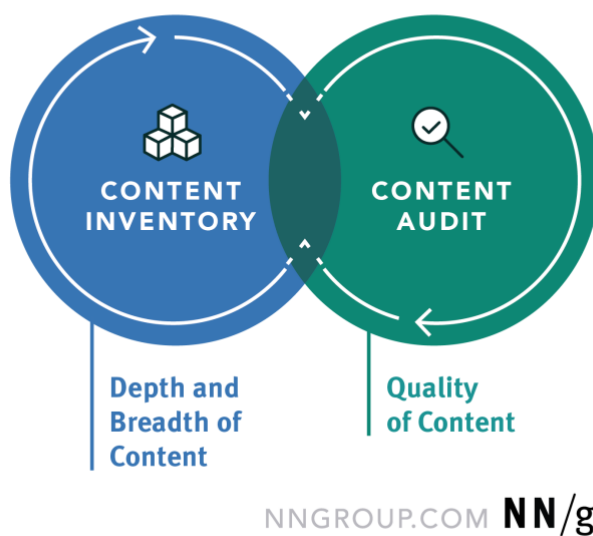 CONTENT
INVENTORY
CONTENT
AUDIT
Depth and
Breadth of
Content
Quality
of Content
NNGROUP.COM NN/g